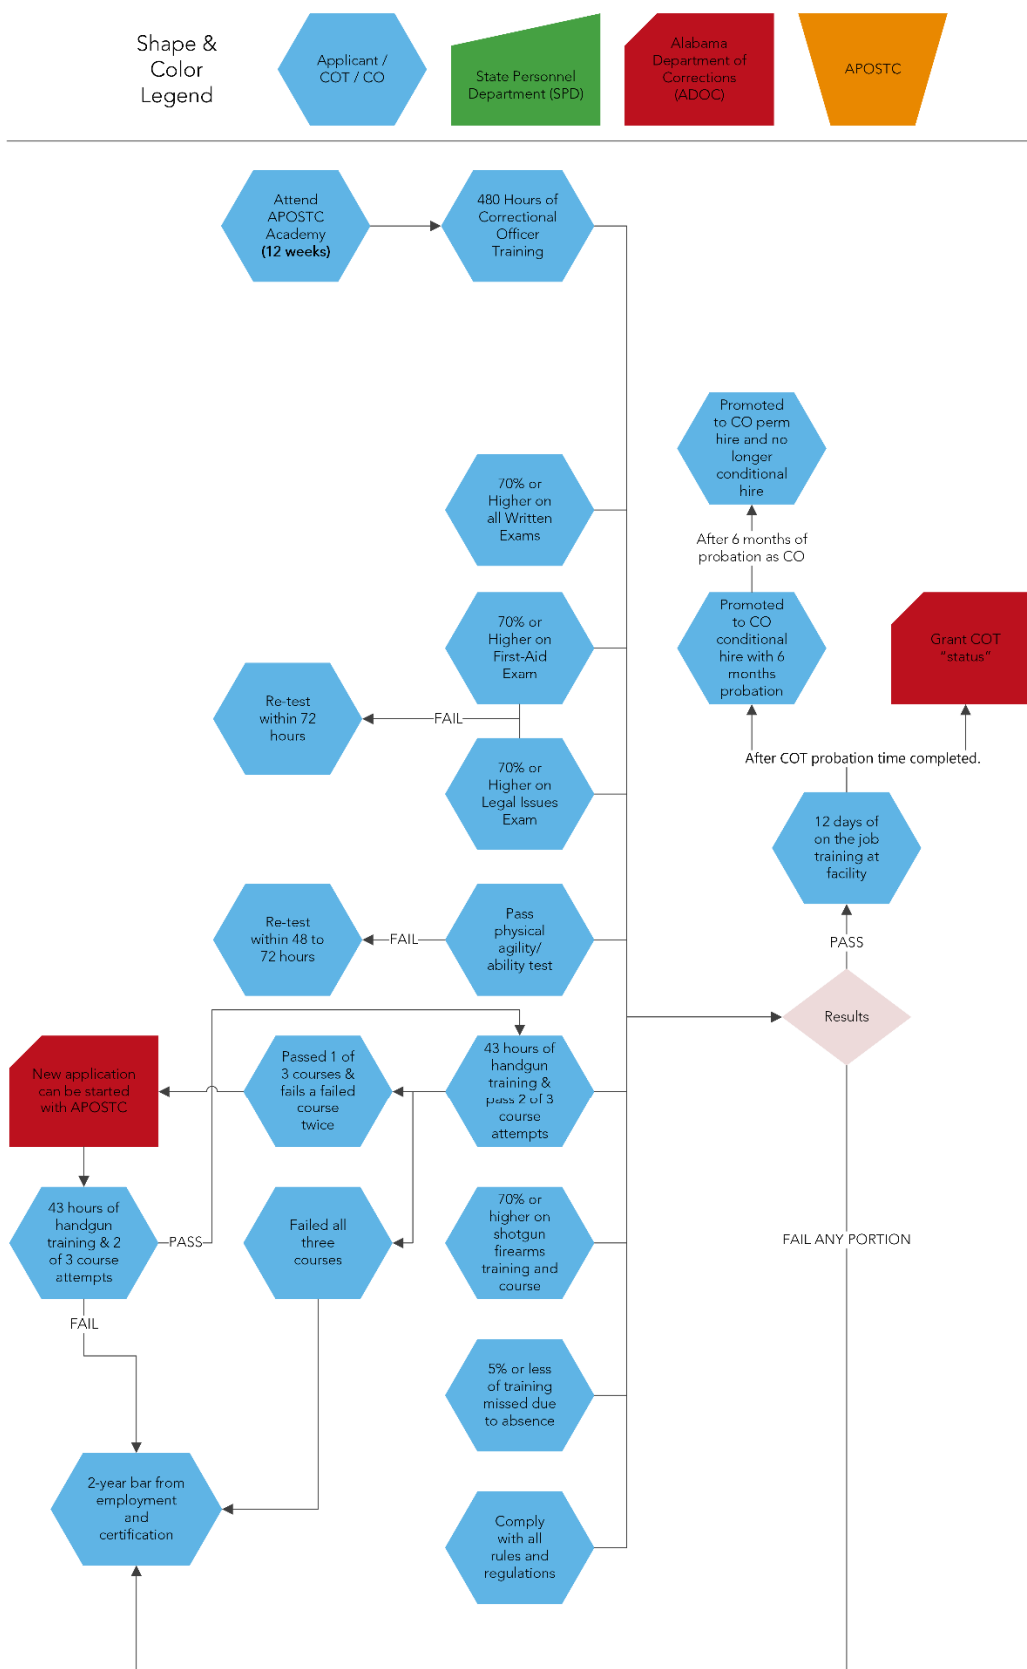 Shape &
Color
Legend
Applicant /
COT / CO
State Personnel
Department (SPD)
Alabama
Department of
Corrections
(ADOC)
APOSTC
Attend
APOSTC
Academy
(12 weeks)
480 Hours of
Correctional
Officer
Training
Promoted
to CO perm
hire and no
longer
conditional
hire
70% or
Higher on
all Written
Exams
After 6 months of
probation as CO
70% or
Higher on
First-Aid
Exam
Promoted
to CO
conditional
hire with 6
months
probation
Grant COT
"status"
Re-test
within 72
hours
FAIL
70% or
Higher on
Legal Issues
Exam
After COT probation time completed.
12 days of
on the job
training at
facility
Re-test
within 48 to
72 hours
FAIL
Pass
physical
agility/
ability test
PASS
Results
New application
can be started
with APOSTC
Passed 1 of
3 courses &
fails a failed
course
twice
43 hours of
handgun
training &
pass 2 of 3
course
attempts
43 hours of
handgun
training & 2
of 3 course
attempts
PASS
Failed all
three
courses
70% or
higher on
shotgun
firearms
training and
course
FAIL ANY PORTION
FAIL
5% or less
of training
missed due
to absence
2-year bar from
employment
and
certification
Comply
with all
rules and
regulations